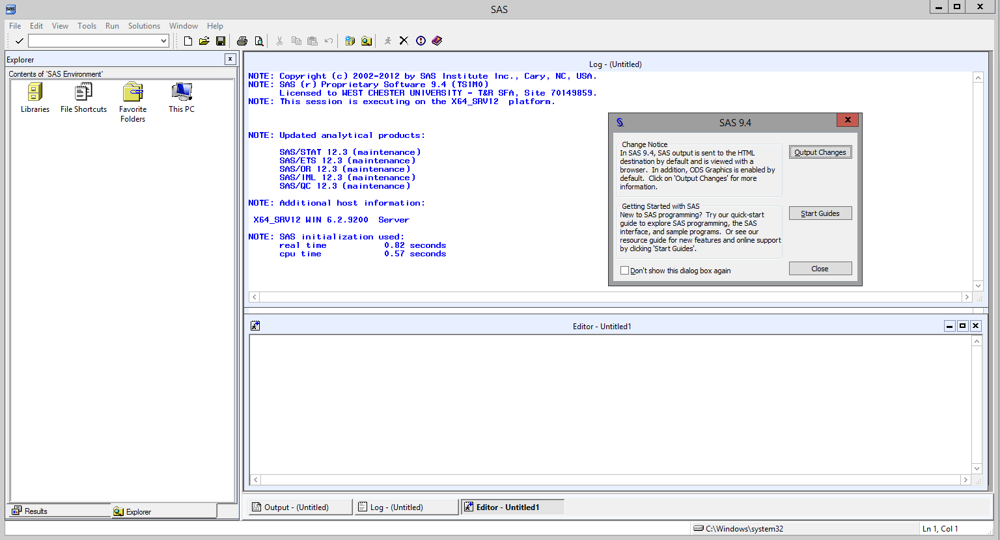 sas
SAS
File Edit View Tools Run Solutions Window Help
Explorer
Contents of 'SAS Environment'
Libraries
File Shortcuts
Favorite
Folders
This PC
Results
Explorer
Log - (Untitled)
NOTE: Copyright (c) 2002-2012 by SAS Institute Inc., Cary, NC, USA.
NOTE: SAS (r) Proprietary Software 9.4 (TS1M0)
Licensed to WEST CHESTER UNIVERSITY - T&R SFA, Site 70149859.
NOTE: This session is executing on the X64_SRV12 platform.
NOTE: Updated analytical products:
SAS/STAT 12.3 (maintenance)
SAS/ETS 12.3 (maintenance)
SAS/OR 12.3 (maintenance)
SAS/IML 12.3 (maintenance)
SAS/QC 12.3 (maintenance)
NOTE: Additional host information:
X64_SRV12 WIN 6.2.9200 Server
NOTE: SAS initialization used:
real time 0.82 seconds
cpu time 0.57 seconds
SAS 9.4
Change Notice
In SAS 9.4, SAS output is sent to the HTML
destination by default and is viewed with a
browser. In addition, ODS Graphics is enabled by
default. Click on 'Output Changes' for more
information.
Output Changes
Getting Started with SAS
New to SAS programming? Try our quick-start
guide to explore SAS programming, the SAS
interface, and sample programs. Or see our
resource guide for new features and online support
by clicking 'Start Guides'.
Start Guides
Don't show this dialog box again
Close
Editor - Untitled1
Output - (Untitled)
Log - (Untitled)
Editor - Untitled1
C:\Windows\system32
Ln 1, Col 1